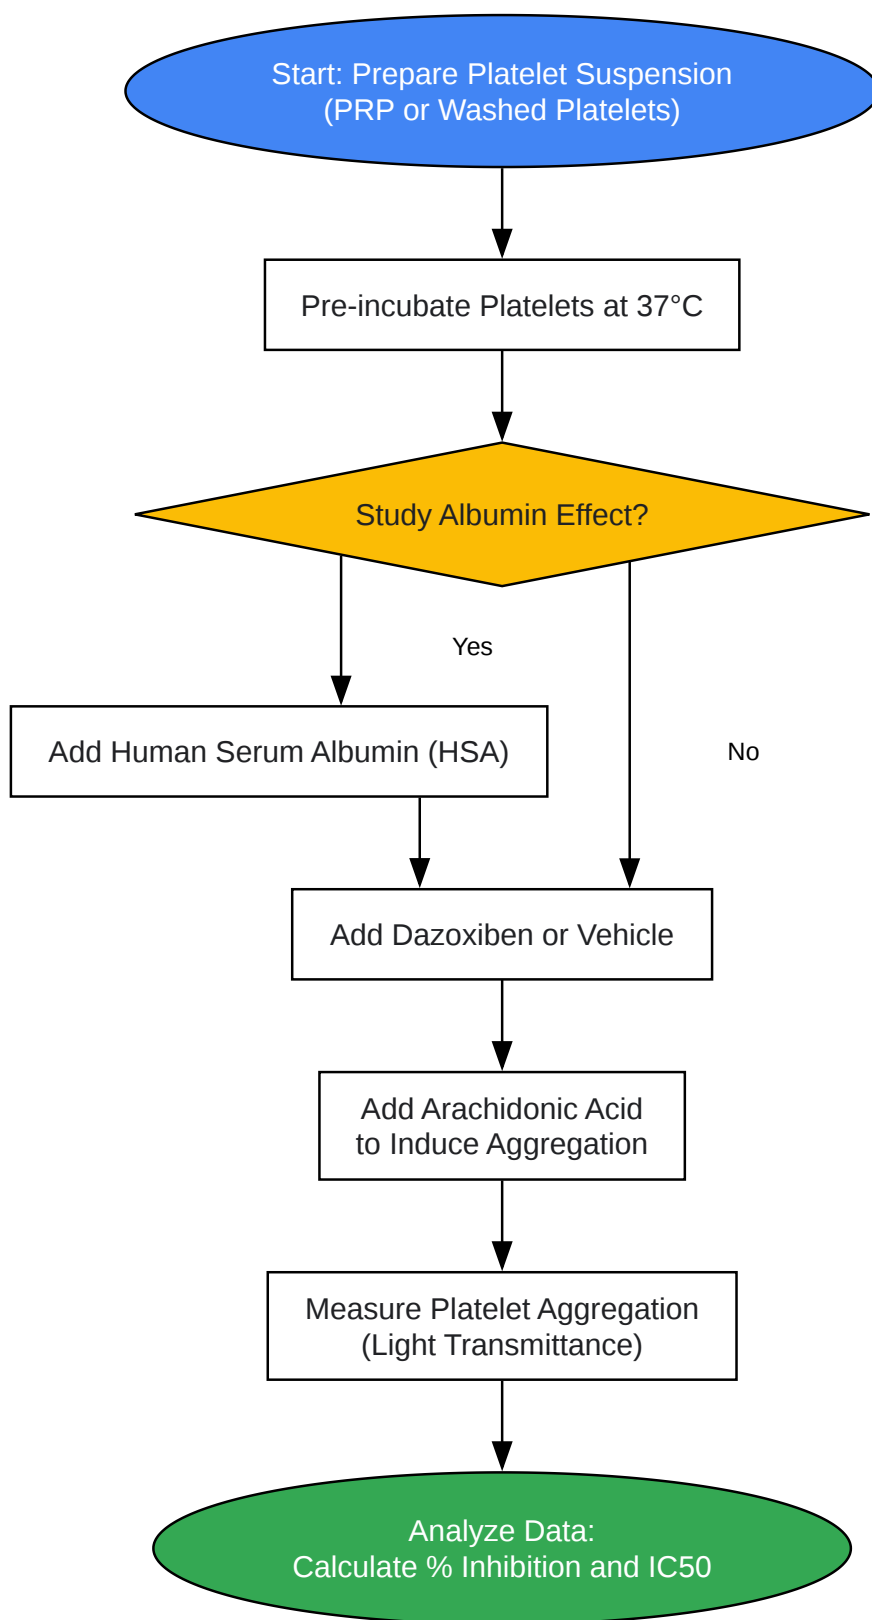 Start: Prepare Platelet Suspension
(PRP or Washed Platelets)
Pre-incubate Platelets at 37°C
Study Albumin Effect?
Yes
Add Human Serum Albumin (HSA)
No
Add Dazoxiben or Vehicle
Add Arachidonic Acid
to Induce Aggregation
Measure Platelet Aggregation
(Light Transmittance)
Analyze Data:
Calculate % Inhibition and IC50